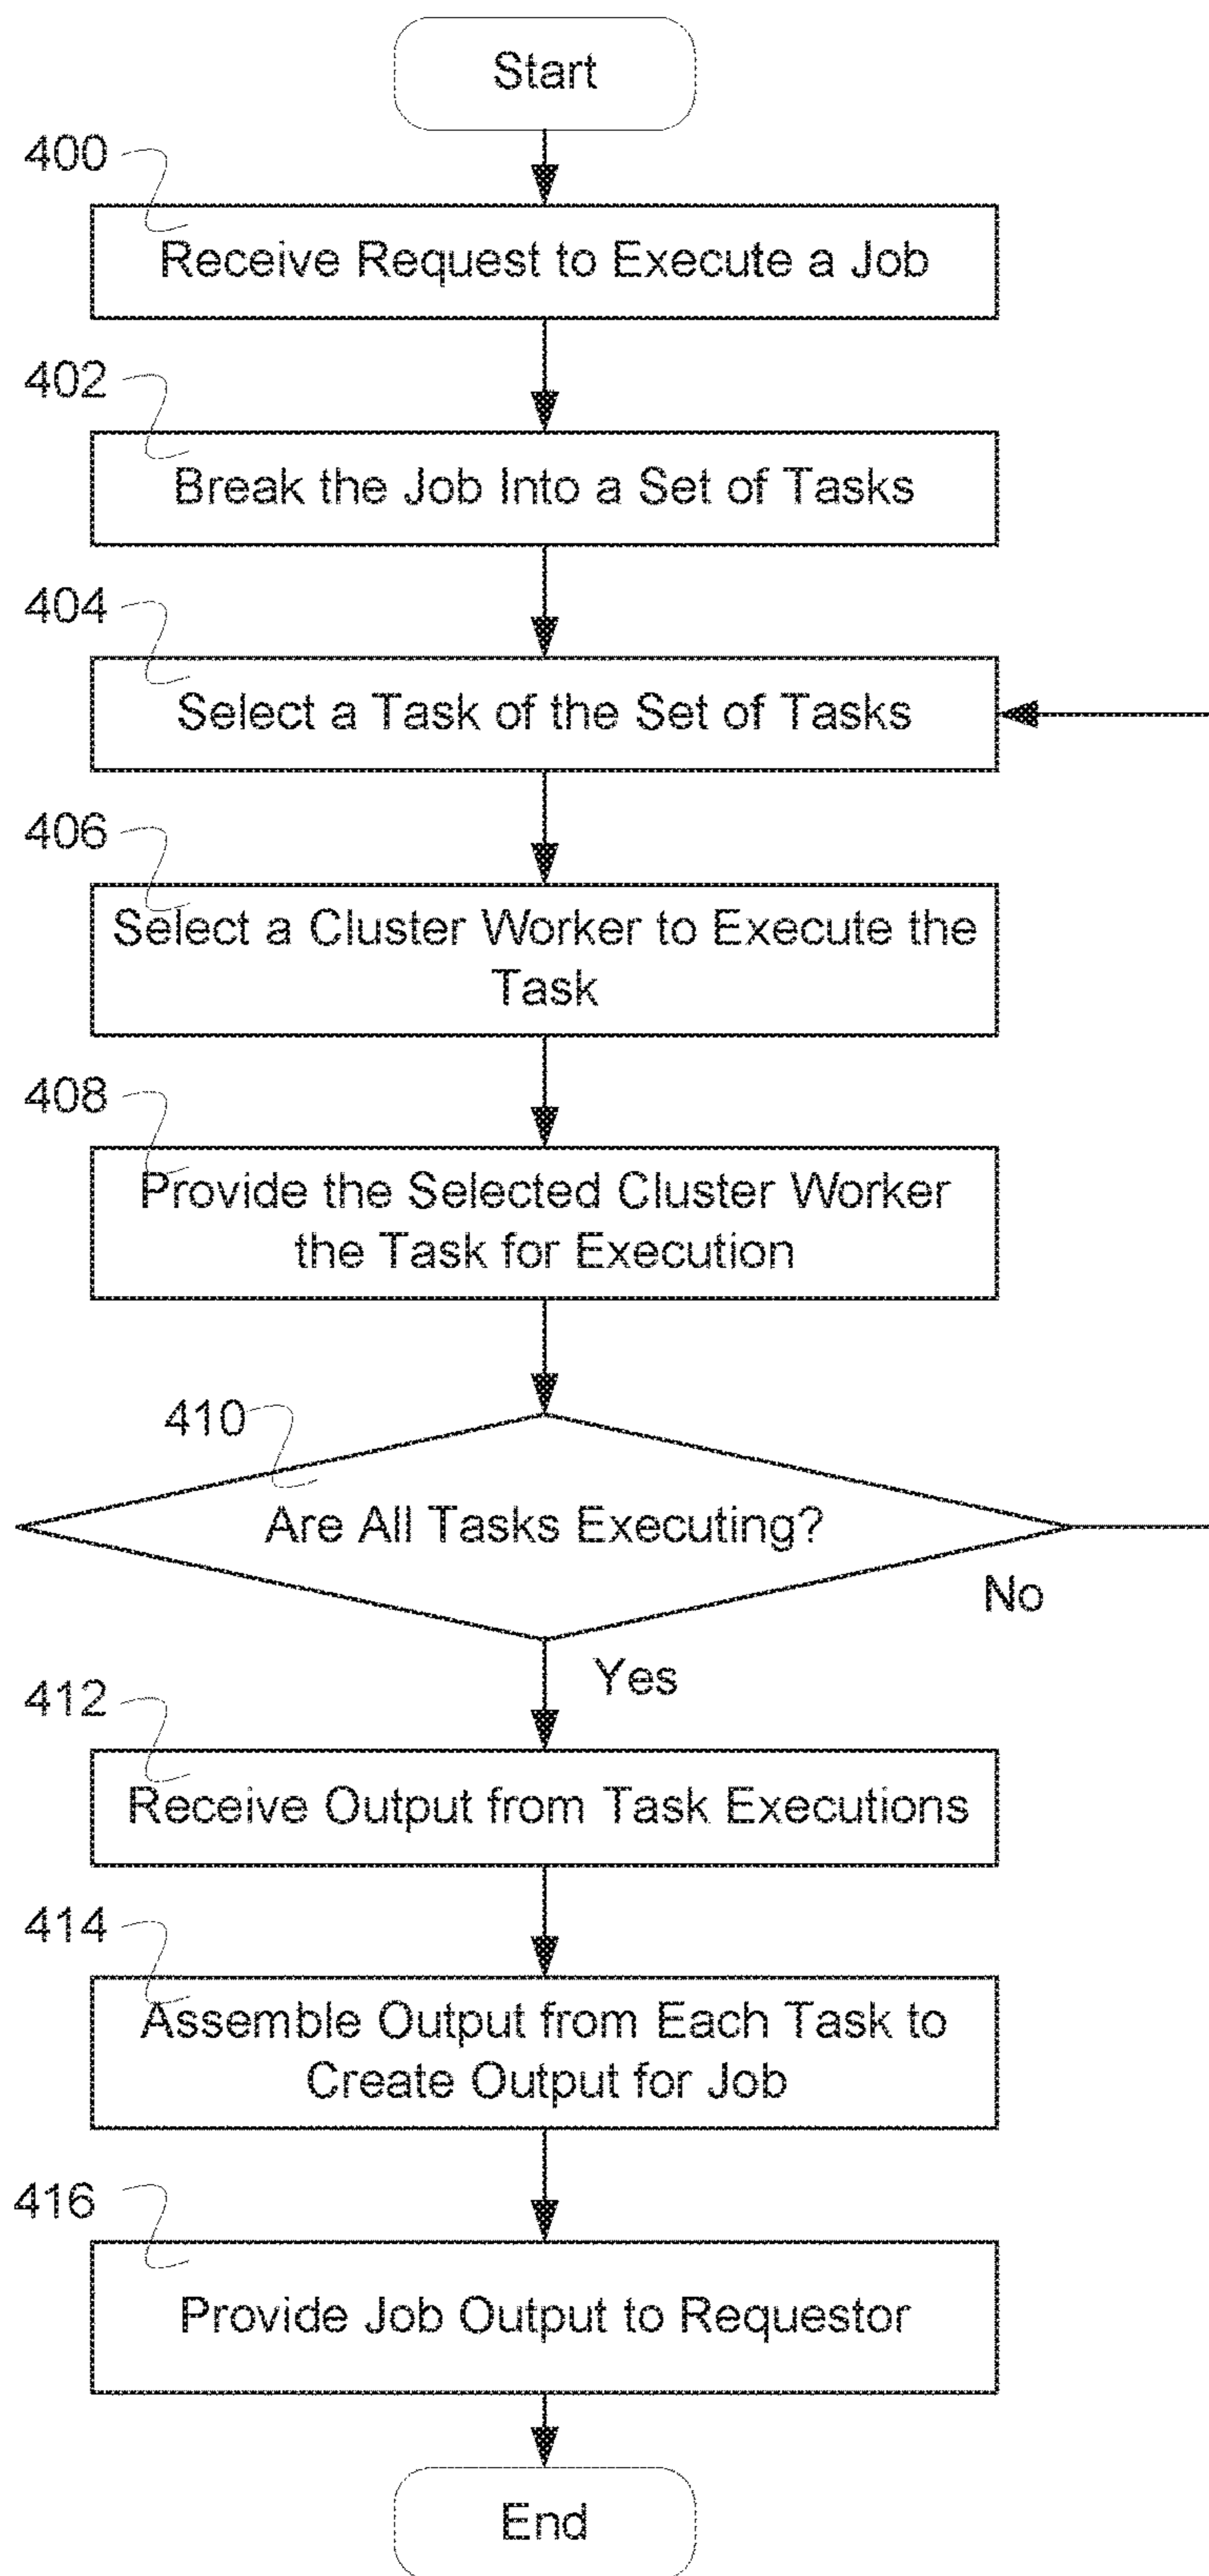 Start
400
Receive Request to Execute a Job
402
Break the Job Into a Set of Tasks
404
Select a Task of the Set of Tasks
406
Select a Cluster Worker to Execute the
Task
408
Provide the Selected Cluster Worker
the Task for Execution
410
Are All Tasks Executing?
No
Yes
412
Receive Output from Task Executions
414
Assemble Output from Each Task to
Create Output for Job
416
Provide Job Output to Requestor
End